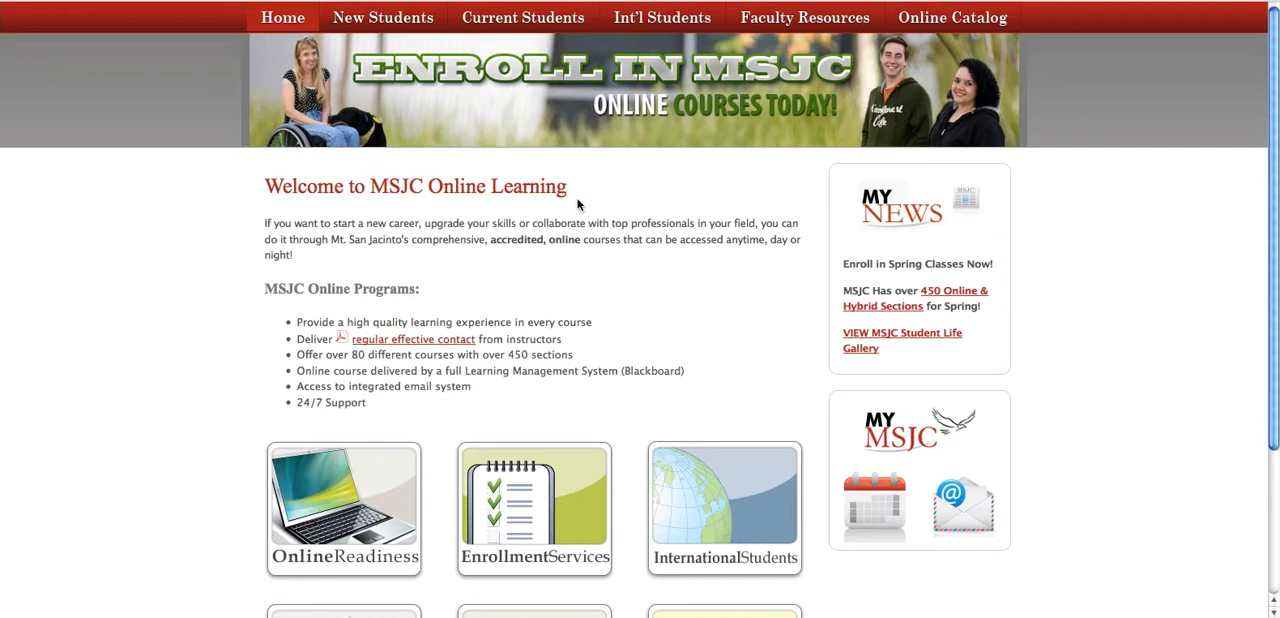 Home New Students Current Students Int'l Students Faculty Resources Online Catalog
ENROLL IN MSJC
ONLINE COURSES TODAY!
Welcome to MSJC Online Learning
If you want to start a new career, upgrade your skills or collaborate with top professionals in your field, you can
do it through Mt. San Jacinto's comprehensive, accredited, online courses that can be accessed anytime, day or
night!
MSJC Online Programs:
Provide a high quality learning experience in every course
Deliver regular effective contact from instructors
Offer over 80 different courses with over 450 sections
Online course delivered by a full Learning Management System (Blackboard)
Access to integrated email system
24/7 Support
OnlineReadiness
EnrollmentServices
InternationalStudents
MY
NEWS
MSJC
Enroll in Spring Classes Now!
MSJC Has over 450 Online &
Hybrid Sections for Spring!
VIEW MSJC Student Life
Gallery
MY
MSJC
@